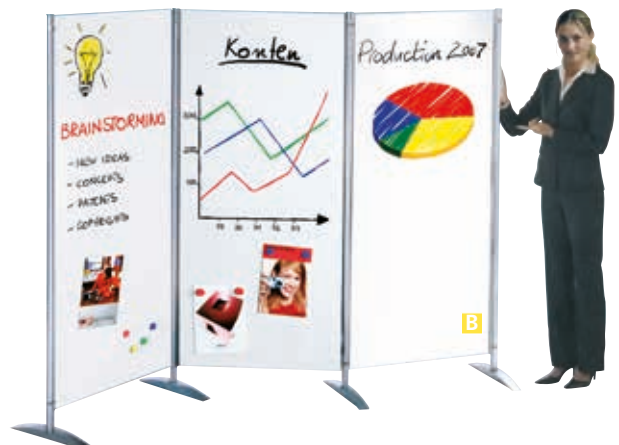 BRAINSTORMING
- NEW IDEAS
- CONCEPTS
- PATENTS
- COPYRIGHTS
Konten
Production 2007
B